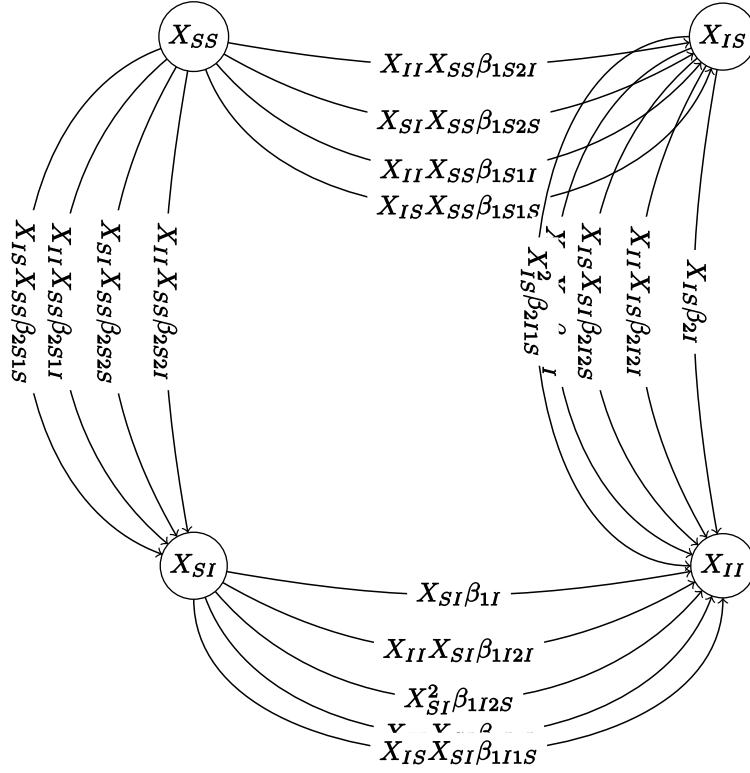 X_{SS}
X_{IS}
X_{II}X_{SS}β_{1S2I}
X_{SI}X_{SS}β_{1S2S}
X_{II}X_{SS}β_{1S1I}
X_{IS}X_{SS}β_{1S1S}
X_{IS}X_{SS}β_{2S1S}
X_{II}X_{SS}β_{2S1I}
X_{SI}X_{SS}β_{2S2S}
X_{II}X_{SS}β_{2S2I}
X_{IS}^2β_{2I1S}
X_{IS}X_{SI}β_{2I2S}
X_{II}X_{IS}β_{2I2I}
X_{IS}β_{2I}
X_{SI}
X_{II}
X_{SI}β_{1I}
X_{II}X_{SI}β_{1I2I}
X_{SI}^2β_{1I2S}
X_{IS}X_{SI}β_{1I1S}